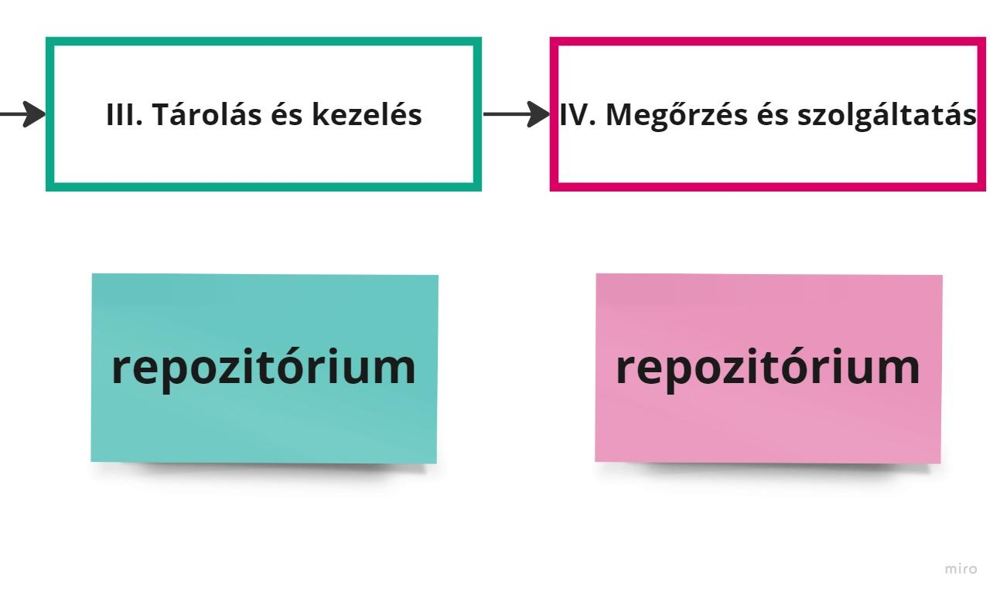 III. Tárolás és kezelés
IV. Megőrzés és szolgáltatás
repozitórium
repozitórium
miro